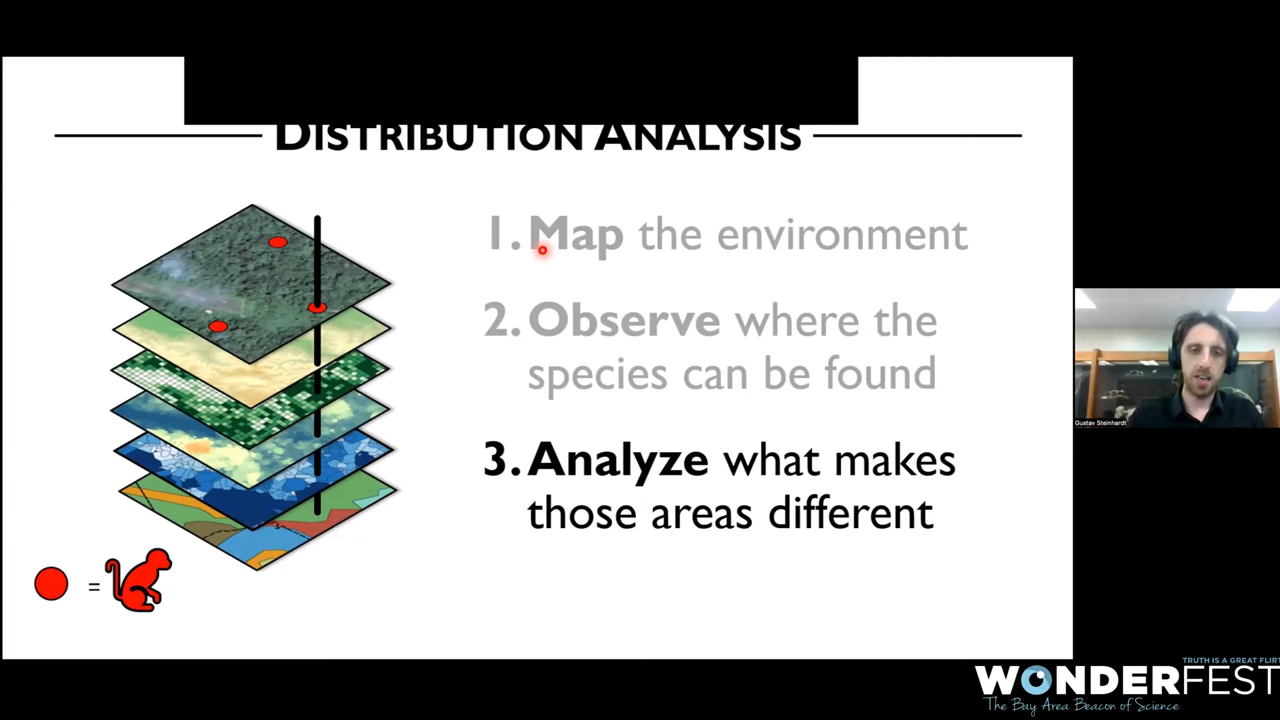 DISTRIBUTION ANALYSIS
1. Map the environment
2. Observe where the
species can be found
3. Analyze what makes
those areas different
=
Gustav Steinhardt
TRUTH IS A GREAT FLIRT
WONDERFEST
The Bay Area Beacon of Science